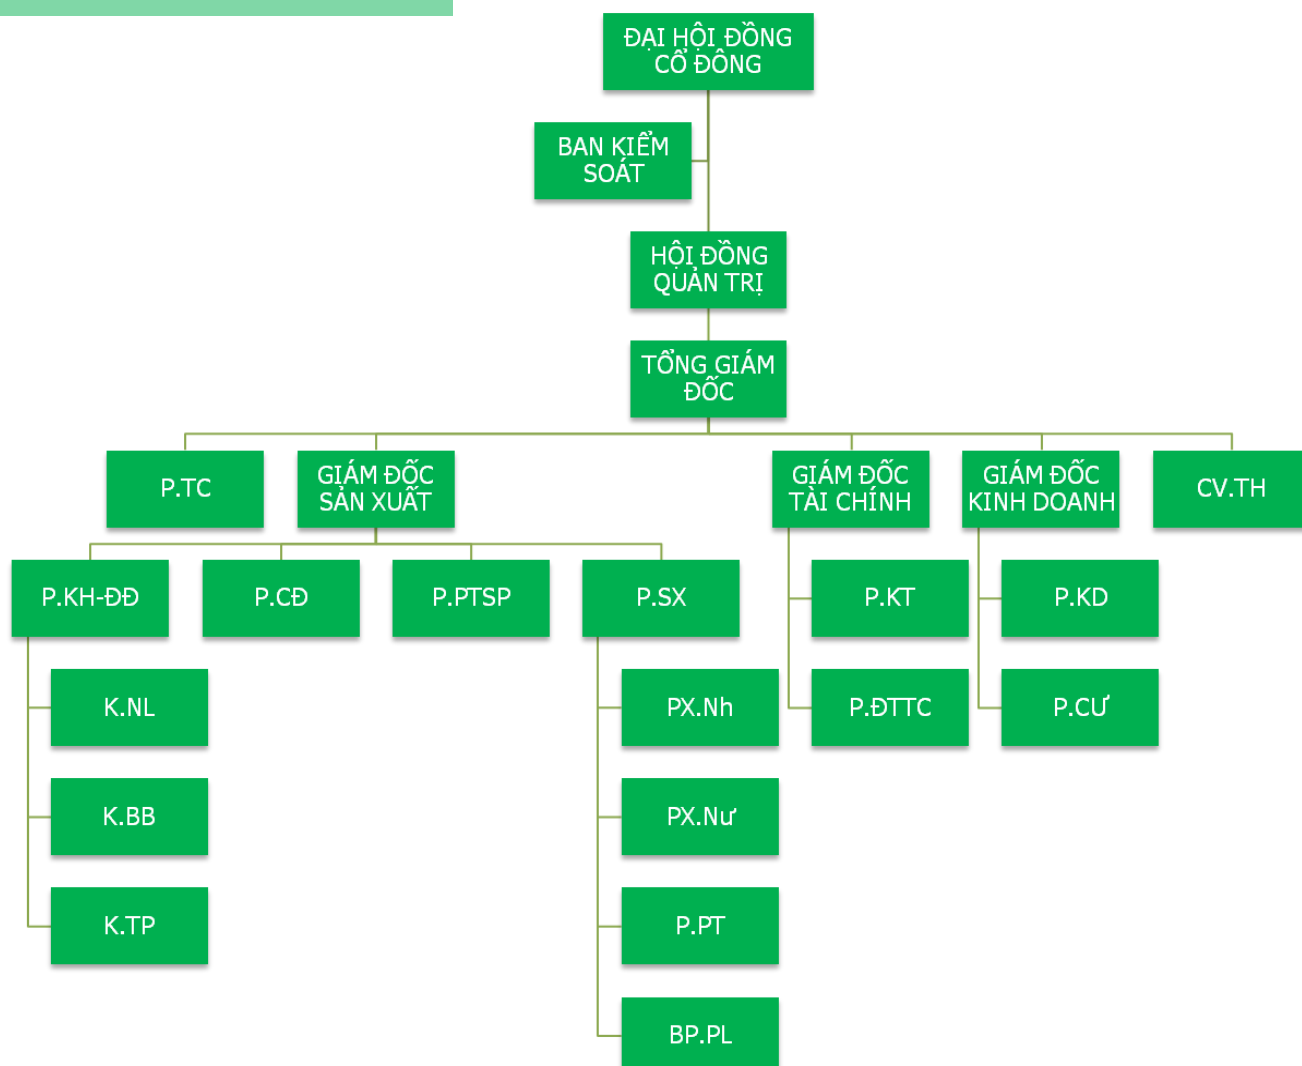 ĐẠI HỘI ĐỒNG
CỔ ĐÔNG
BAN KIỂM
SOÁT
HỘI ĐỒNG
QUẢN TRỊ
TỔNG GIÁM
ĐỐC
P.TC
GIÁM ĐỐC
SẢN XUẤT
GIÁM ĐỐC
TÀI CHÍNH
GIÁM ĐỐC
KINH DOANH
CV.TH
P.KH-ĐĐ
P.CĐ
P.PTSP
P.SX
P.KT
P.KD
K.NL
PX.Nh
P.ĐTTC
P.CƯ
K.BB
PX.Nư
K.TP
P.PT
BP.PL